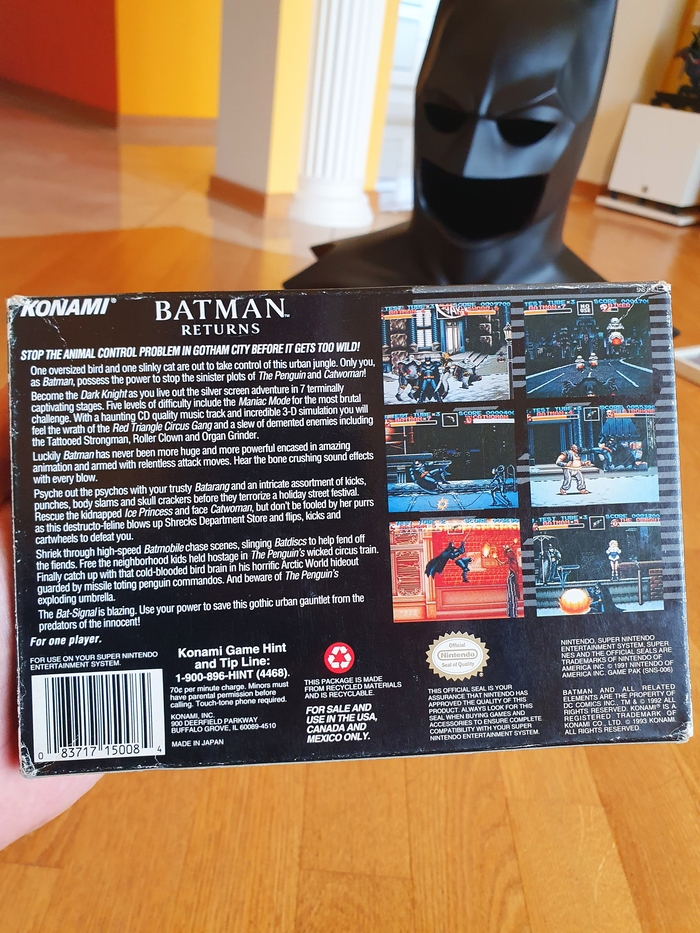 KONAMI®
BATMAN™
RETURNS
STOP THE ANIMAL CONTROL PROBLEM IN GOTHAM CITY BEFORE IT GETS TOO WILD!
One oversized bird and one slinky cat are out to take control of this urban jungle. Only you,
as Batman, possess the power to stop the sinister plots of The Penguin and Catwoman!
Become the Dark Knight as you live out the silver screen adventure in 7 terminally
captivating stages. Five levels of difficulty include the Maniac Mode for the most brutal
challenge. With a haunting CD quality music track and incredible 3-D simulation you will
feel the wrath of the Red Triangle Circus Gang and a slew of demented enemies including
the Tattooed Strongman, Roller Clown and Organ Grinder.
Luckily Batman has never been more huge and more powerful encased in amazing
animation and armed with relentless attack moves. Hear the bone crushing sound effects
with every blow.
Psyche out the psychos with your trusty Batarang and an intricate assortment of kicks,
punches, body slams and skull crackers before they terrorize a holiday street festival.
Rescue the kidnapped Ice Princess and face Catwoman, but don't be fooled by her purrs
as this destructo-feline blows up Shrecks Department Store and flips, kicks and
cartwheels to defeat you.
Shriek through high-speed Batmobile chase scenes, slinging Batdiscs to help fend off
the fiends. Free the neighborhood kids held hostage in The Penguin's wicked circus train.
Finally catch up with that cold-blooded bird brain in his horrific Arctic World hideout
guarded by missile toting penguin commandos. And beware of The Penguin's
exploding umbrella.
The Bat-Signal is blazing. Use your power to save this gothic urban gauntlet from the
predators of the innocent!
For one player.
FOR USE ON YOUR SUPER NINTENDO
ENTERTAINMENT SYSTEM.
0 83717 15008 4
Konami Game Hint
and Tip Line:
1-900-896-HINT (4468).
70¢ per minute charge. Minors must
have parental permission before
calling. Touch-tone phone required.
KONAMI, INC.
900 DEERFIELD PARKWAY
BUFFALO GROVE, IL 60089-4510
MADE IN JAPAN
THIS PACKAGE IS MADE
FROM RECYCLED MATERIALS
AND IS RECYCLABLE.
FOR SALE AND
USE IN THE USA,
CANADA AND
MEXICO ONLY.
Official
Nintendo
Seal of Quality
THIS OFFICIAL SEAL IS YOUR
ASSURANCE THAT NINTENDO HAS
APPROVED THE QUALITY OF THIS
PRODUCT. ALWAYS LOOK FOR THIS
SEAL WHEN BUYING GAMES AND
ACCESSORIES TO ENSURE COMPLETE
COMPATIBILITY WITH YOUR SUPER
NINTENDO ENTERTAINMENT SYSTEM.
NINTENDO, SUPER NINTENDO
ENTERTAINMENT SYSTEM, SUPER
NES AND THE OFFICIAL SEALS ARE
TRADEMARKS OF NINTENDO OF
AMERICA INC. © 1991 NINTENDO OF
AMERICA INC. GAME PAK (SNS-006)
BATMAN AND ALL RELATED
ELEMENTS ARE THE PROPERTY OF
DC COMICS INC. TM & © 1992 ALL
RIGHTS RESERVED. KONAMI® IS A
REGISTERED TRADEMARK OF
KONAMI CO., LTD. © 1993 KONAMI
ALL RIGHTS RESERVED.